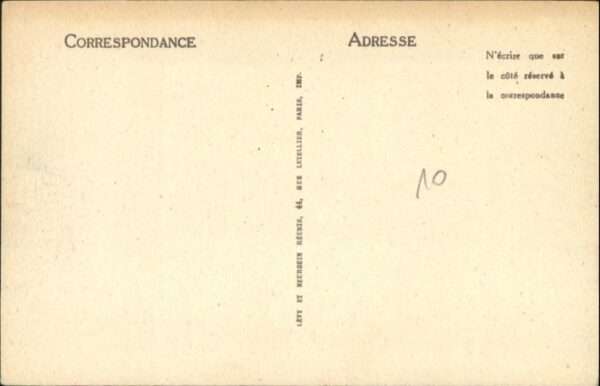 CORRESPONDANCE
ADRESSE
N'écrire que sur
le côté réservé à
la correspondance
LÉVY ET NEURDEIN RÉUNIS, 44, RUE LETELLIER, PARIS, IMP.
10